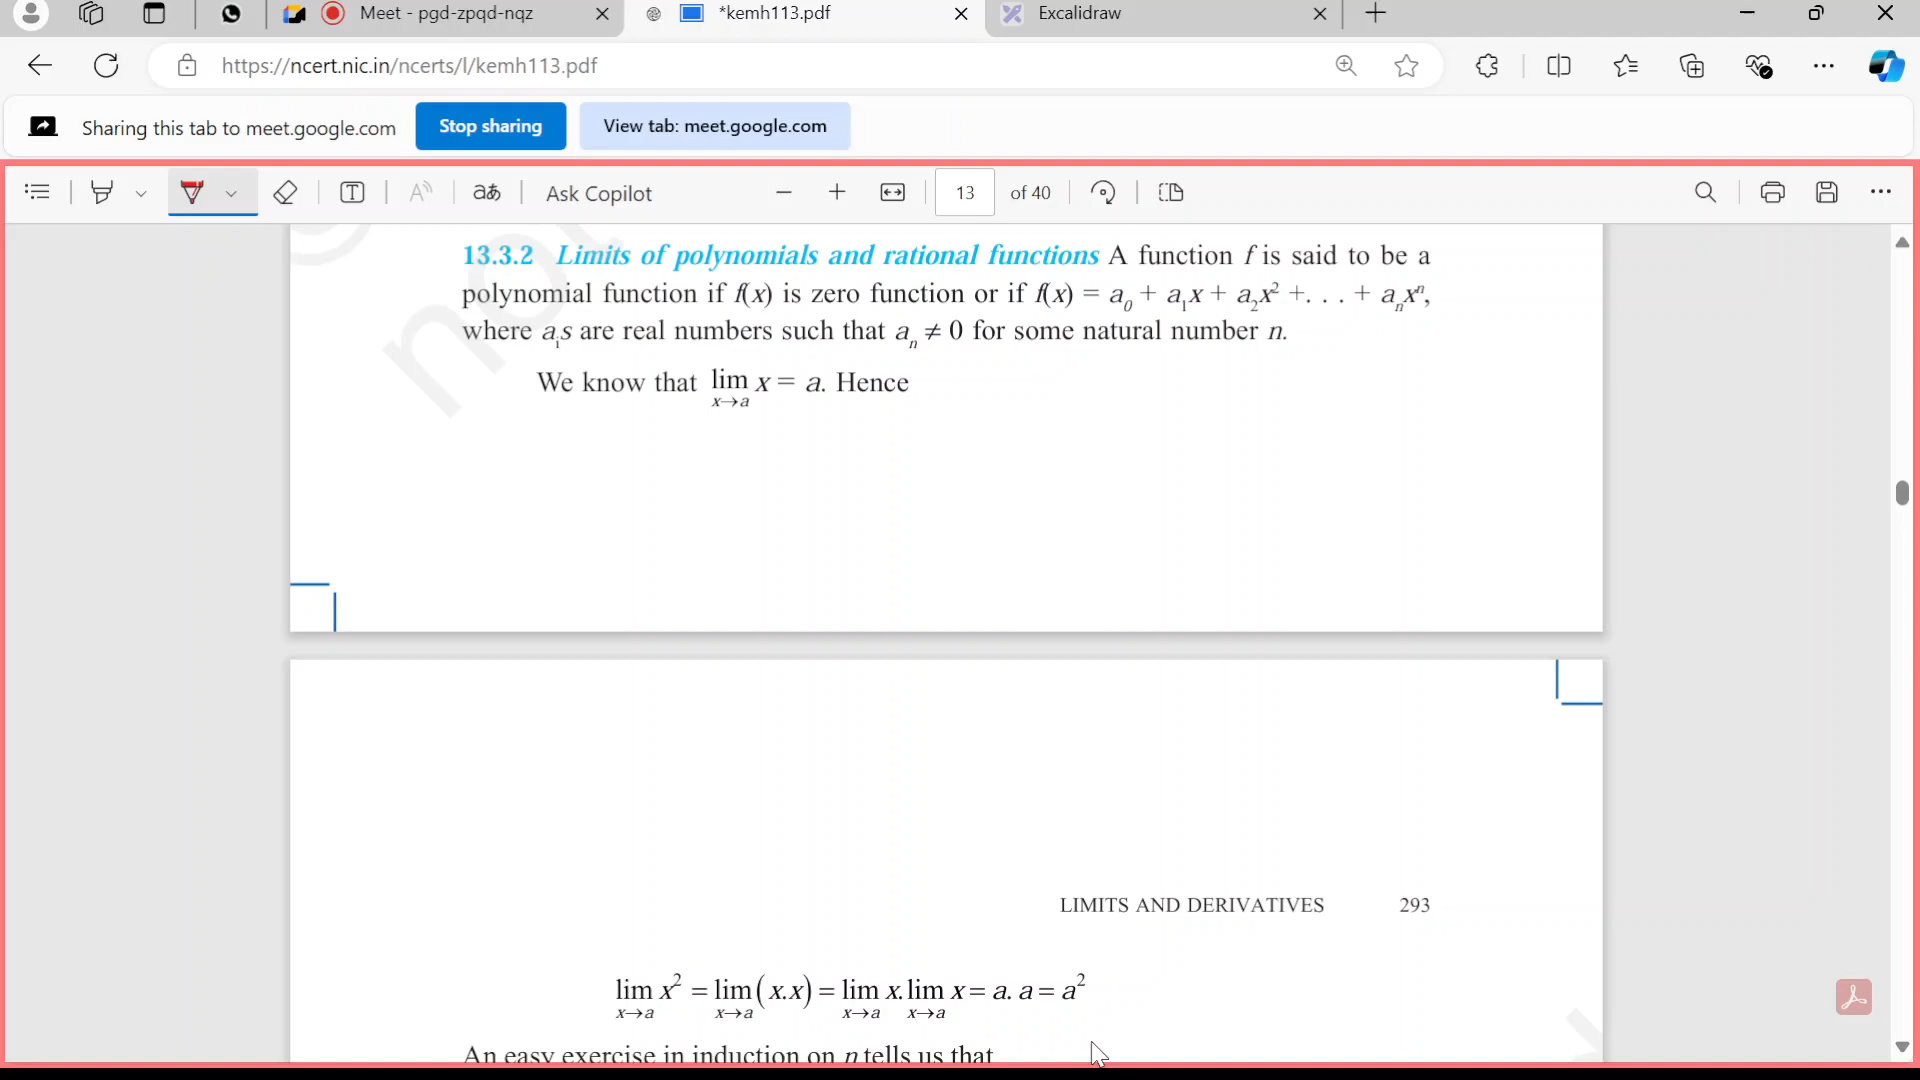 Meet - pgd-zpqd-nqz
*kemh113.pdf
Excalidraw
https://ncert.nic.in/ncerts/l/kemh113.pdf
Sharing this tab to meet.google.com
Stop sharing
View tab: meet.google.com
aあ
Ask Copilot
13
of 40
not
13.3.2 Limits of polynomials and rational functions A function f is said to be a
polynomial function if f(x) is zero function or if f(x) = a₀ + a₁x + a₂x² +. . . + aₙxⁿ,
where aᵢs are real numbers such that aₙ ≠ 0 for some natural number n.
We know that lim x→a x = a. Hence
LIMITS AND DERIVATIVES 293
lim x→a x² = lim x→a (x.x) = lim x→a x. lim x→a x = a. a = a²
An easy exercise in induction on n tells us that